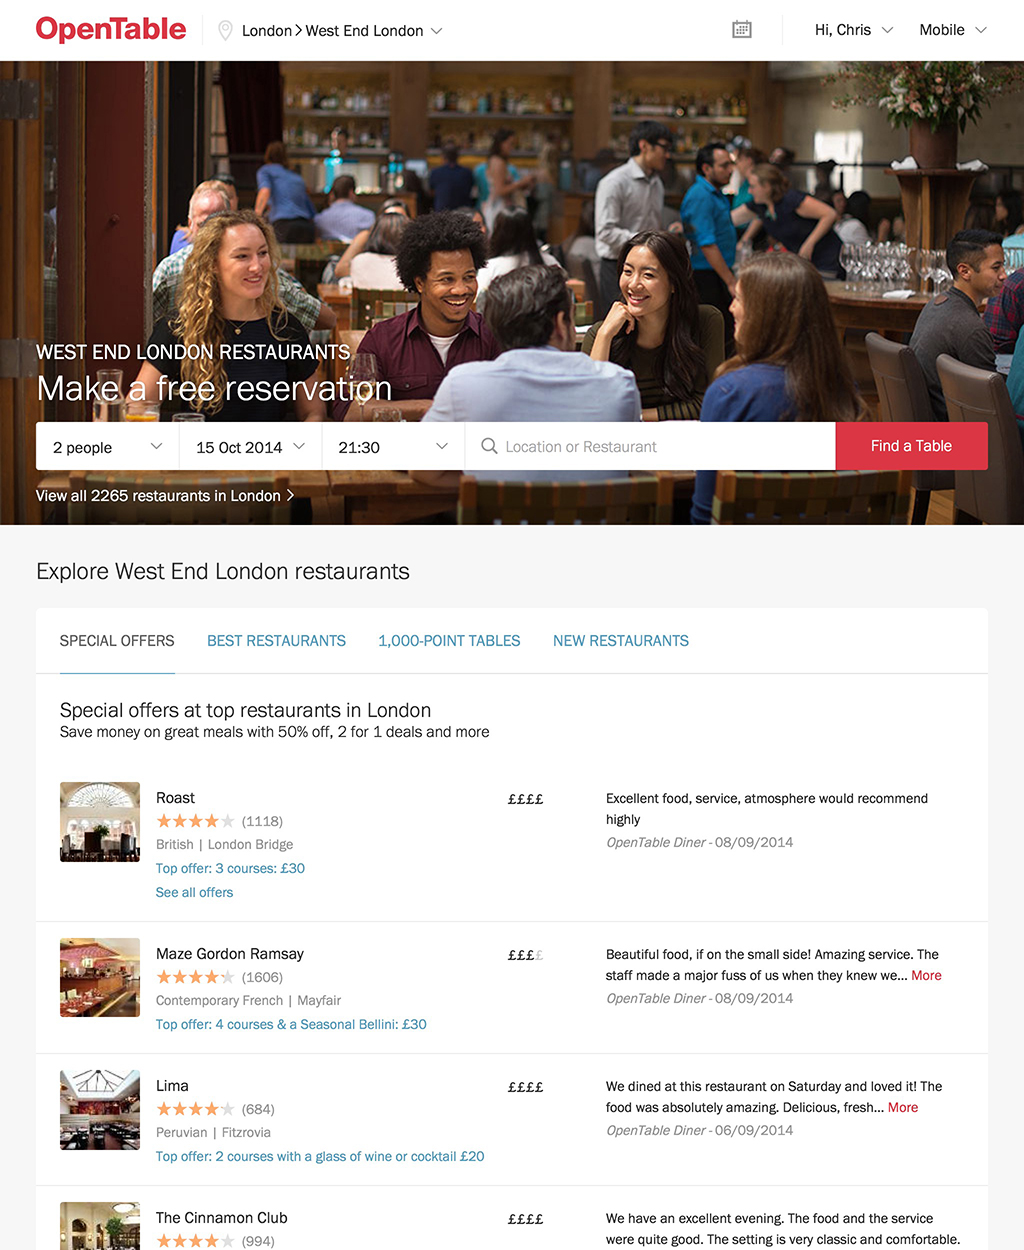 OpenTable
London > West End London
Hi, Chris
Mobile
WEST END LONDON RESTAURANTS
Make a free reservation
2 people
15 Oct 2014
21:30
Location or Restaurant
Find a Table
View all 2265 restaurants in London >
Explore West End London restaurants
SPECIAL OFFERS
BEST RESTAURANTS
1,000-POINT TABLES
NEW RESTAURANTS
Special offers at top restaurants in London
Save money on great meals with 50% off, 2 for 1 deals and more
Roast
(1118)
British | London Bridge
Top offer: 3 courses: £30
See all offers
££££
Excellent food, service, atmosphere would recommend
highly
OpenTable Diner - 08/09/2014
Maze Gordon Ramsay
(1606)
Contemporary French | Mayfair
Top offer: 4 courses & a Seasonal Bellini: £30
££££
Beautiful food, if on the small side! Amazing service. The
staff made a major fuss of us when they knew we... More
OpenTable Diner - 08/09/2014
Lima
(684)
Peruvian | Fitzrovia
Top offer: 2 courses with a glass of wine or cocktail £20
££££
We dined at this restaurant on Saturday and loved it! The
food was absolutely amazing. Delicious, fresh... More
OpenTable Diner - 06/09/2014
The Cinnamon Club
(994)
££££
We have an excellent evening. The food and the service
were quite good. The setting is very classic and comfortable.